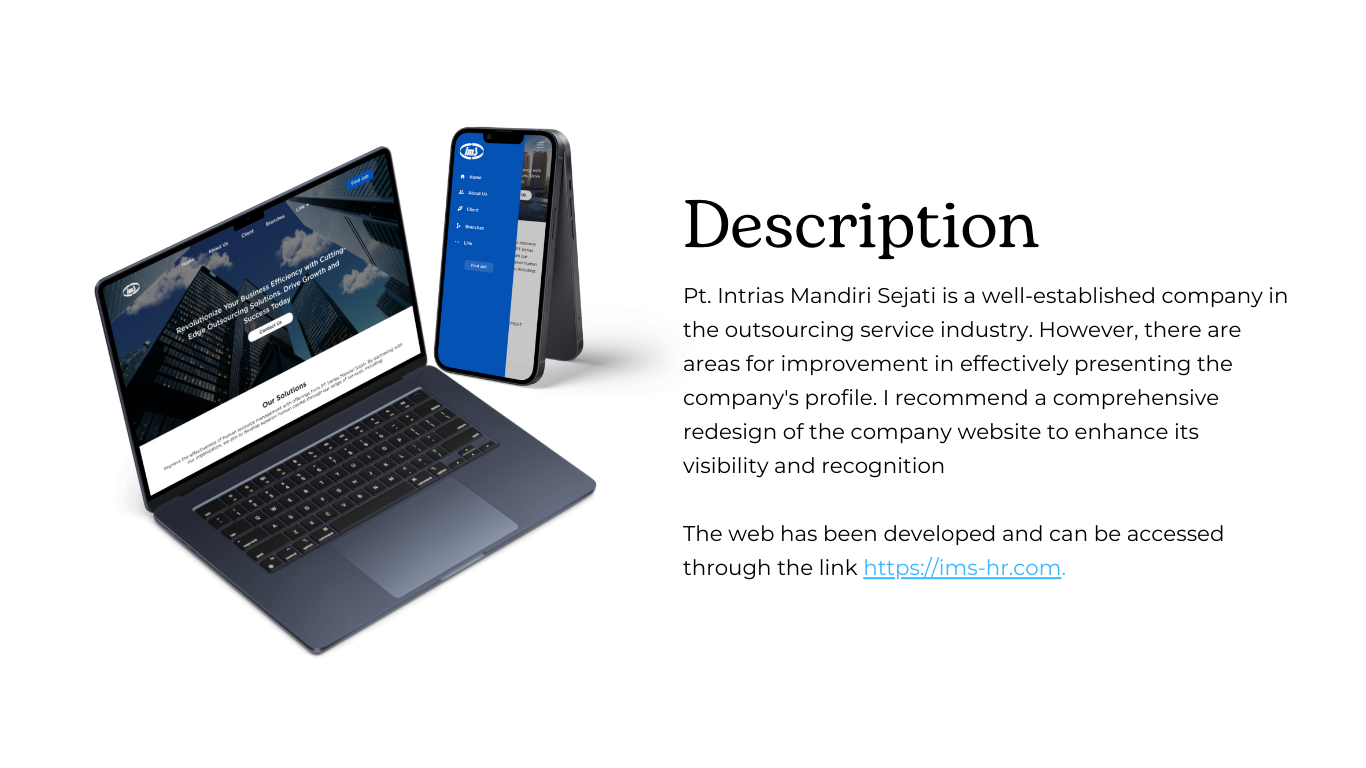 ims
Home
About Us
Client
Branches
Link
Find Job
Revolutionize Your Business Efficiency with Cutting-
Edge Outsourcing Solutions. Drive Growth and
Success Today
Contact Us
Our Solutions
ims
Home
About Us
Client
Branches
Link
Find Job
Description
Pt. Intrias Mandiri Sejati is a well-established company in
the outsourcing service industry. However, there are
areas for improvement in effectively presenting the
company's profile. I recommend a comprehensive
redesign of the company website to enhance its
visibility and recognition
The web has been developed and can be accessed
through the link https://ims-hr.com.